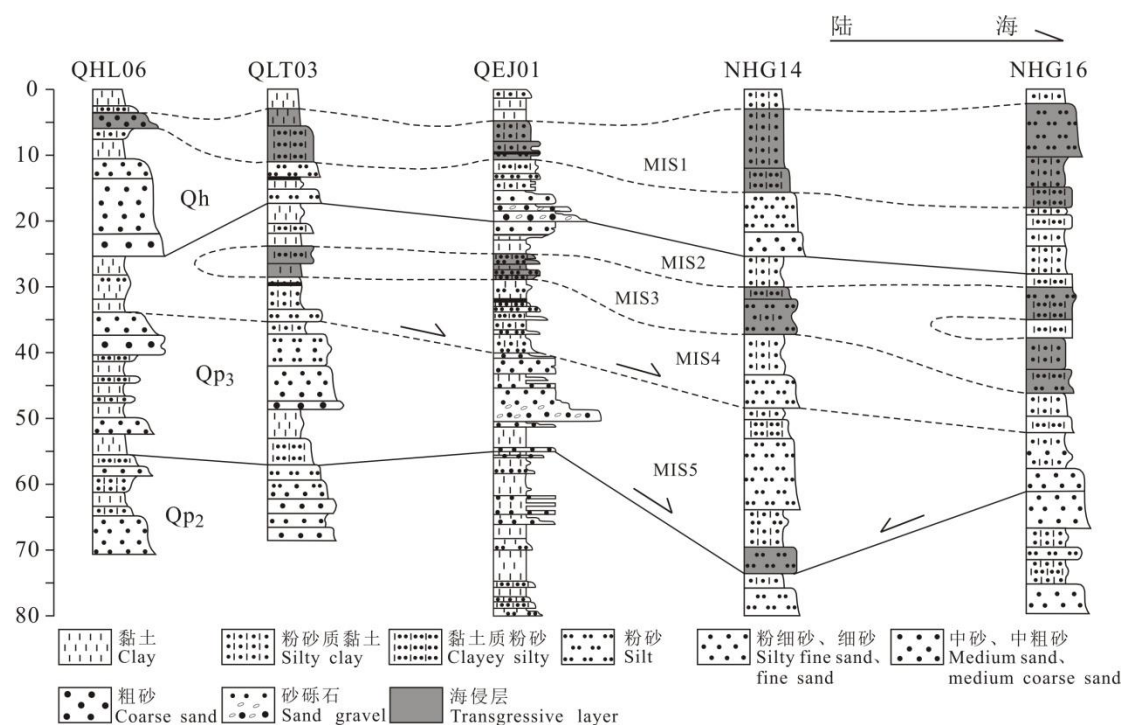 陆 海
QHL06 QLT03 QEJ01 NHG14 NHG16
0
10
20
30
40
50
60
70
80
MIS1
Qh
MIS2
MIS3
MIS4
Qp3
MIS5
Qp2
黏土
Clay
粉砂质黏土
Silty clay
黏土质粉砂
Clayey silty
粉砂
Silt
粉细砂、细砂
Silty fine sand、
fine sand
中砂、中粗砂
Medium sand、
medium coarse sand
粗砂
Coarse sand
砂砾石
Sand gravel
海侵层
Transgressive layer